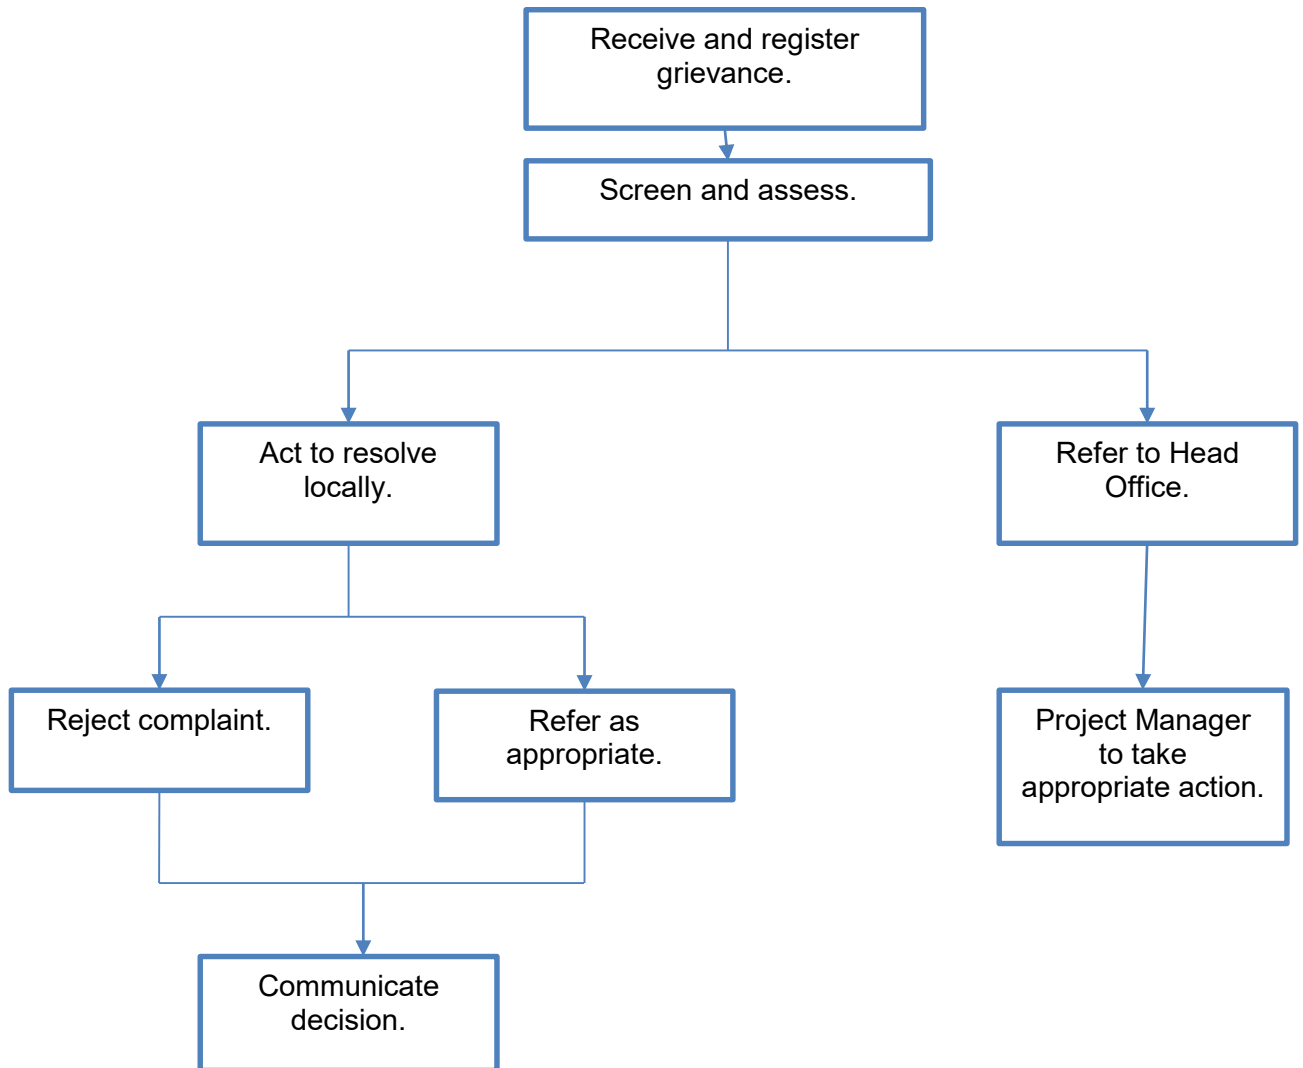 Receive and register
grievance.
Screen and assess.
Act to resolve
locally.
Refer to Head
Office.
Reject complaint.
Refer as
appropriate.
Project Manager
to take
appropriate action.
Communicate
decision.